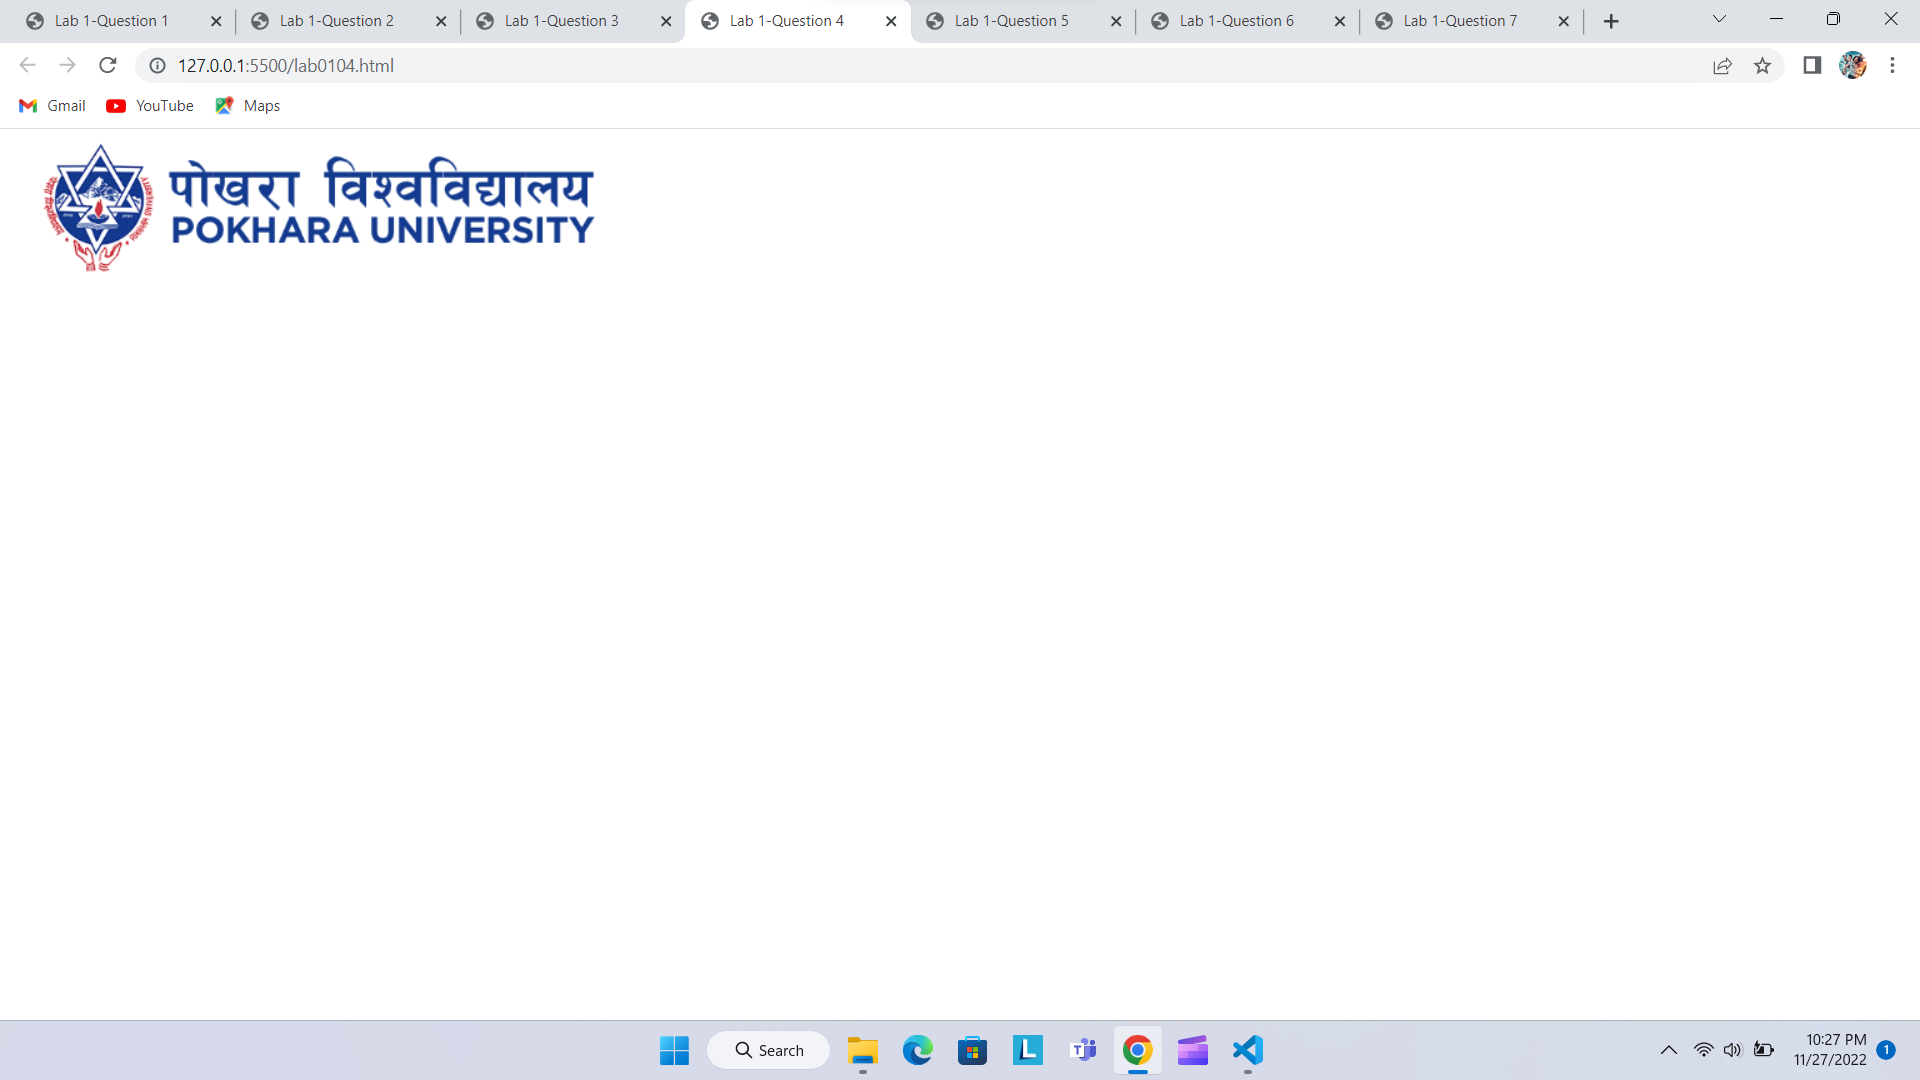 Lab 1-Question 1
Lab 1-Question 2
Lab 1-Question 3
Lab 1-Question 4
Lab 1-Question 5
Lab 1-Question 6
Lab 1-Question 7
127.0.0.1:5500/lab0104.html
Gmail
YouTube
Maps
पोखरा विश्वविद्यालय
POKHARA UNIVERSITY
Search
10:27 PM
11/27/2022
1